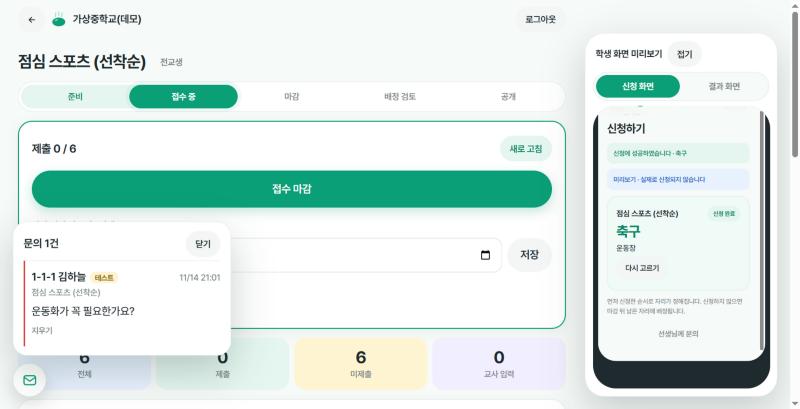 가상중학교(데모)
로그아웃
점심 스포츠 (선착순)
전교생
준비
접수 중
마감
배정 검토
공개
제출 0 / 6
새로 고침
접수 마감
저장
문의 1건
닫기
1-1-1 김하늘
테스트
11/14 21:01
점심 스포츠 (선착순)
운동화가 꼭 필요한가요?
지우기
6
0
6
0
전체
제출
미제출
교사 입력
학생 화면 미리보기
접기
신청 화면
결과 화면
신청하기
신청에 성공하였습니다 · 축구
미리보기 · 실제로 신청되지 않습니다
점심 스포츠 (선착순)
신청 완료
축구
운동장
다시 고르기
먼저 신청한 순서로 자리가 정해집니다. 신청하지 않으면
마감 뒤 남은 자리에 배정됩니다.
선생님께 문의